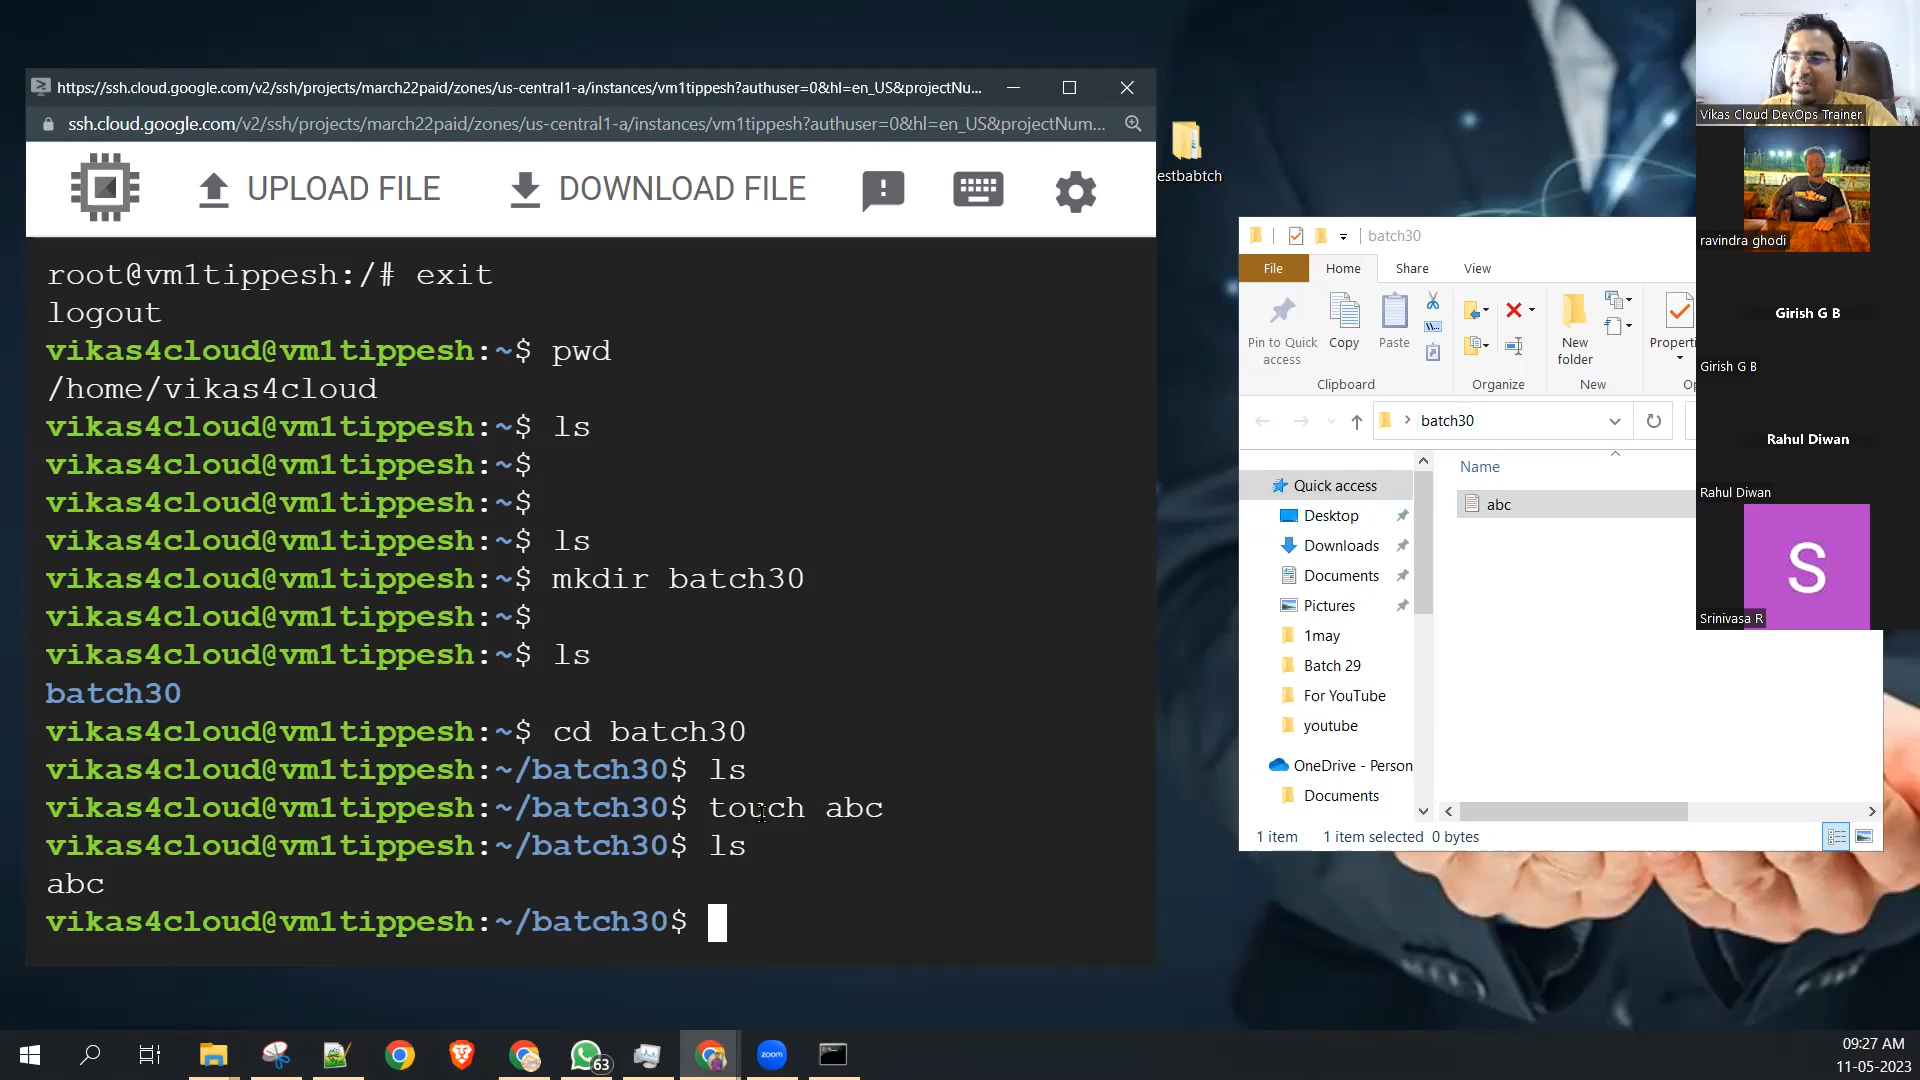 https://ssh.cloud.google.com/v2/ssh/projects/march22paid/zones/us-central1-a/instances/vm1tippesh?authuser=0&hl=en_US&projectNu...
ssh.cloud.google.com/v2/ssh/projects/march22paid/zones/us-central1-a/instances/vm1tippesh?authuser=0&hl=en_US&projectNum...
UPLOAD FILE
DOWNLOAD FILE
root@vm1tippesh:/# exit
logout
vikas4cloud@vm1tippesh:~$ pwd
/home/vikas4cloud
vikas4cloud@vm1tippesh:~$ ls
vikas4cloud@vm1tippesh:~$
vikas4cloud@vm1tippesh:~$
vikas4cloud@vm1tippesh:~$ ls
vikas4cloud@vm1tippesh:~$ mkdir batch30
vikas4cloud@vm1tippesh:~$
vikas4cloud@vm1tippesh:~$ ls
batch30
vikas4cloud@vm1tippesh:~$ cd batch30
vikas4cloud@vm1tippesh:~/batch30$ ls
vikas4cloud@vm1tippesh:~/batch30$ touch abc
vikas4cloud@vm1tippesh:~/batch30$ ls
abc
vikas4cloud@vm1tippesh:~/batch30$
estbabtch
batch30
File
Home
Share
View
Pin to Quick
access
Copy
Paste
New
folder
Properti
Clipboard
Organize
New
batch30
Name
abc
Quick access
Desktop
Downloads
Documents
Pictures
1may
Batch 29
For YouTube
youtube
OneDrive - Person
Documents
1 item
1 item selected 0 bytes
Vikas Cloud DevOps Trainer
ravindra ghodi
Girish G B
Girish G B
Rahul Diwan
Rahul Diwan
S
Srinivasa R
63
zoom
09:27 AM
11-05-2023